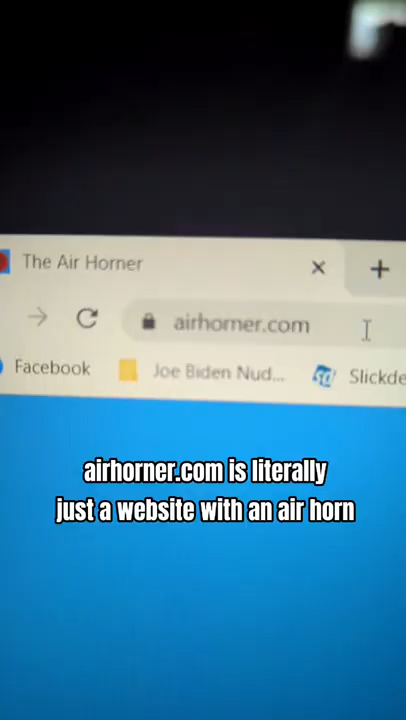 The Air Horner
airhorner.com
Facebook
Joe Biden Nud...
Slickde
airhorner.com is literally
just a website with an air horn